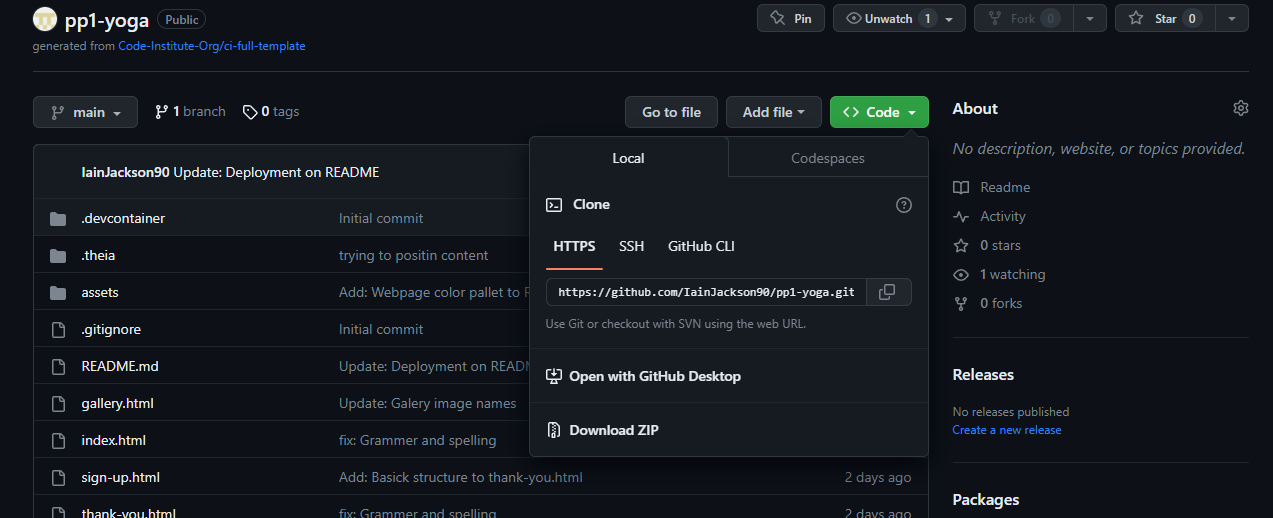 pp1-yoga Public
Pin Unwatch 1 Fork 0 Star 0
generated from Code-Institute-Org/ci-full-template
main 1 branch 0 tags
Go to file Add file Code
IainJackson90 Update: Deployment on README
.devcontainer Initial commit
.theia trying to positin content
assets Add: Webpage color pallet to R
.gitignore Initial commit
README.md Update: Deployment on READM
gallery.html Update: Galery image names
index.html fix: Grammer and spelling
sign-up.html Add: Basick structure to thank-you.html 2 days ago
thank-you.html fix: Grammer and spelling 2 days ago
Local Codespaces
Clone
HTTPS SSH GitHub CLI
https://github.com/IainJackson90/pp1-yoga.git
Use Git or checkout with SVN using the web URL.
Open with GitHub Desktop
Download ZIP
About
No description, website, or topics provided.
Readme
Activity
0 stars
1 watching
0 forks
Releases
No releases published
Create a new release
Packages